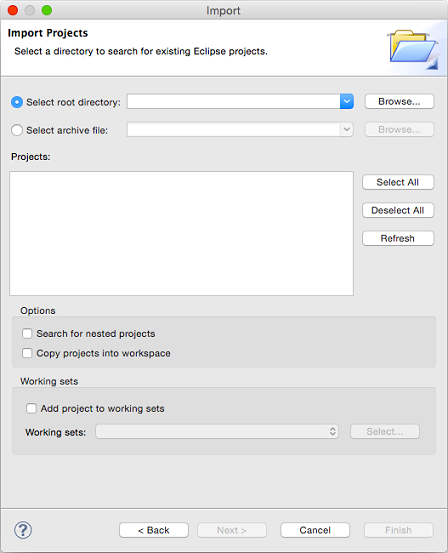 Import
Import Projects
Select a directory to search for existing Eclipse projects.
Select root directory: Browse...
Select archive file: Browse...
Projects:
Select All
Deselect All
Refresh
Options
Search for nested projects
Copy projects into workspace
Working sets
Add project to working sets
Working sets: Select...
? < Back Next > Cancel Finish